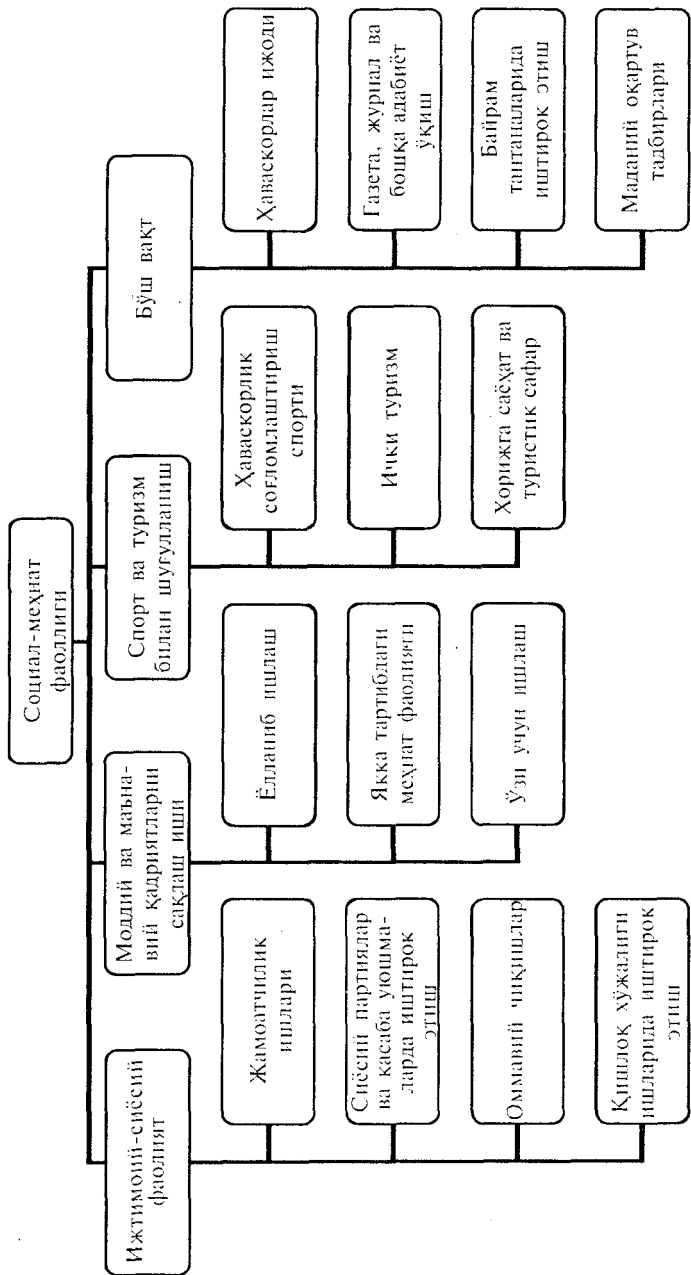 Социал-меҳнат
фаоллиги
Ижтимоий-сиёсий
фаолият
Жамоатчилик
ишлари
Сиёсий партиялар
ва касаба уюшма-
ларда иштирок
этиш
Оммавий чиқишлар
Қишлоқ хўжалиги
ишларида иштирок
этиш
Моддий ва маъна-
вий қадриятларни
сақлаш иши
Ёлланиб ишлаш
Якка тартибдаги
меҳнат фаолияти
Ўзи учун ишлаш
Спорт ва туризм
билан шуғулланиш
Ҳаваскорлик
соғломлаштириш
спорти
Ички туризм
Хорижга саёҳат ва
туристик сафар
Бўш вақт
Ҳаваскорлар ижоди
Газета, журнал ва
бошқа адабиёт
ўқиш
Байрам
тантаналарида
иштирок этиш
Маданий оқартув
тадбирлари